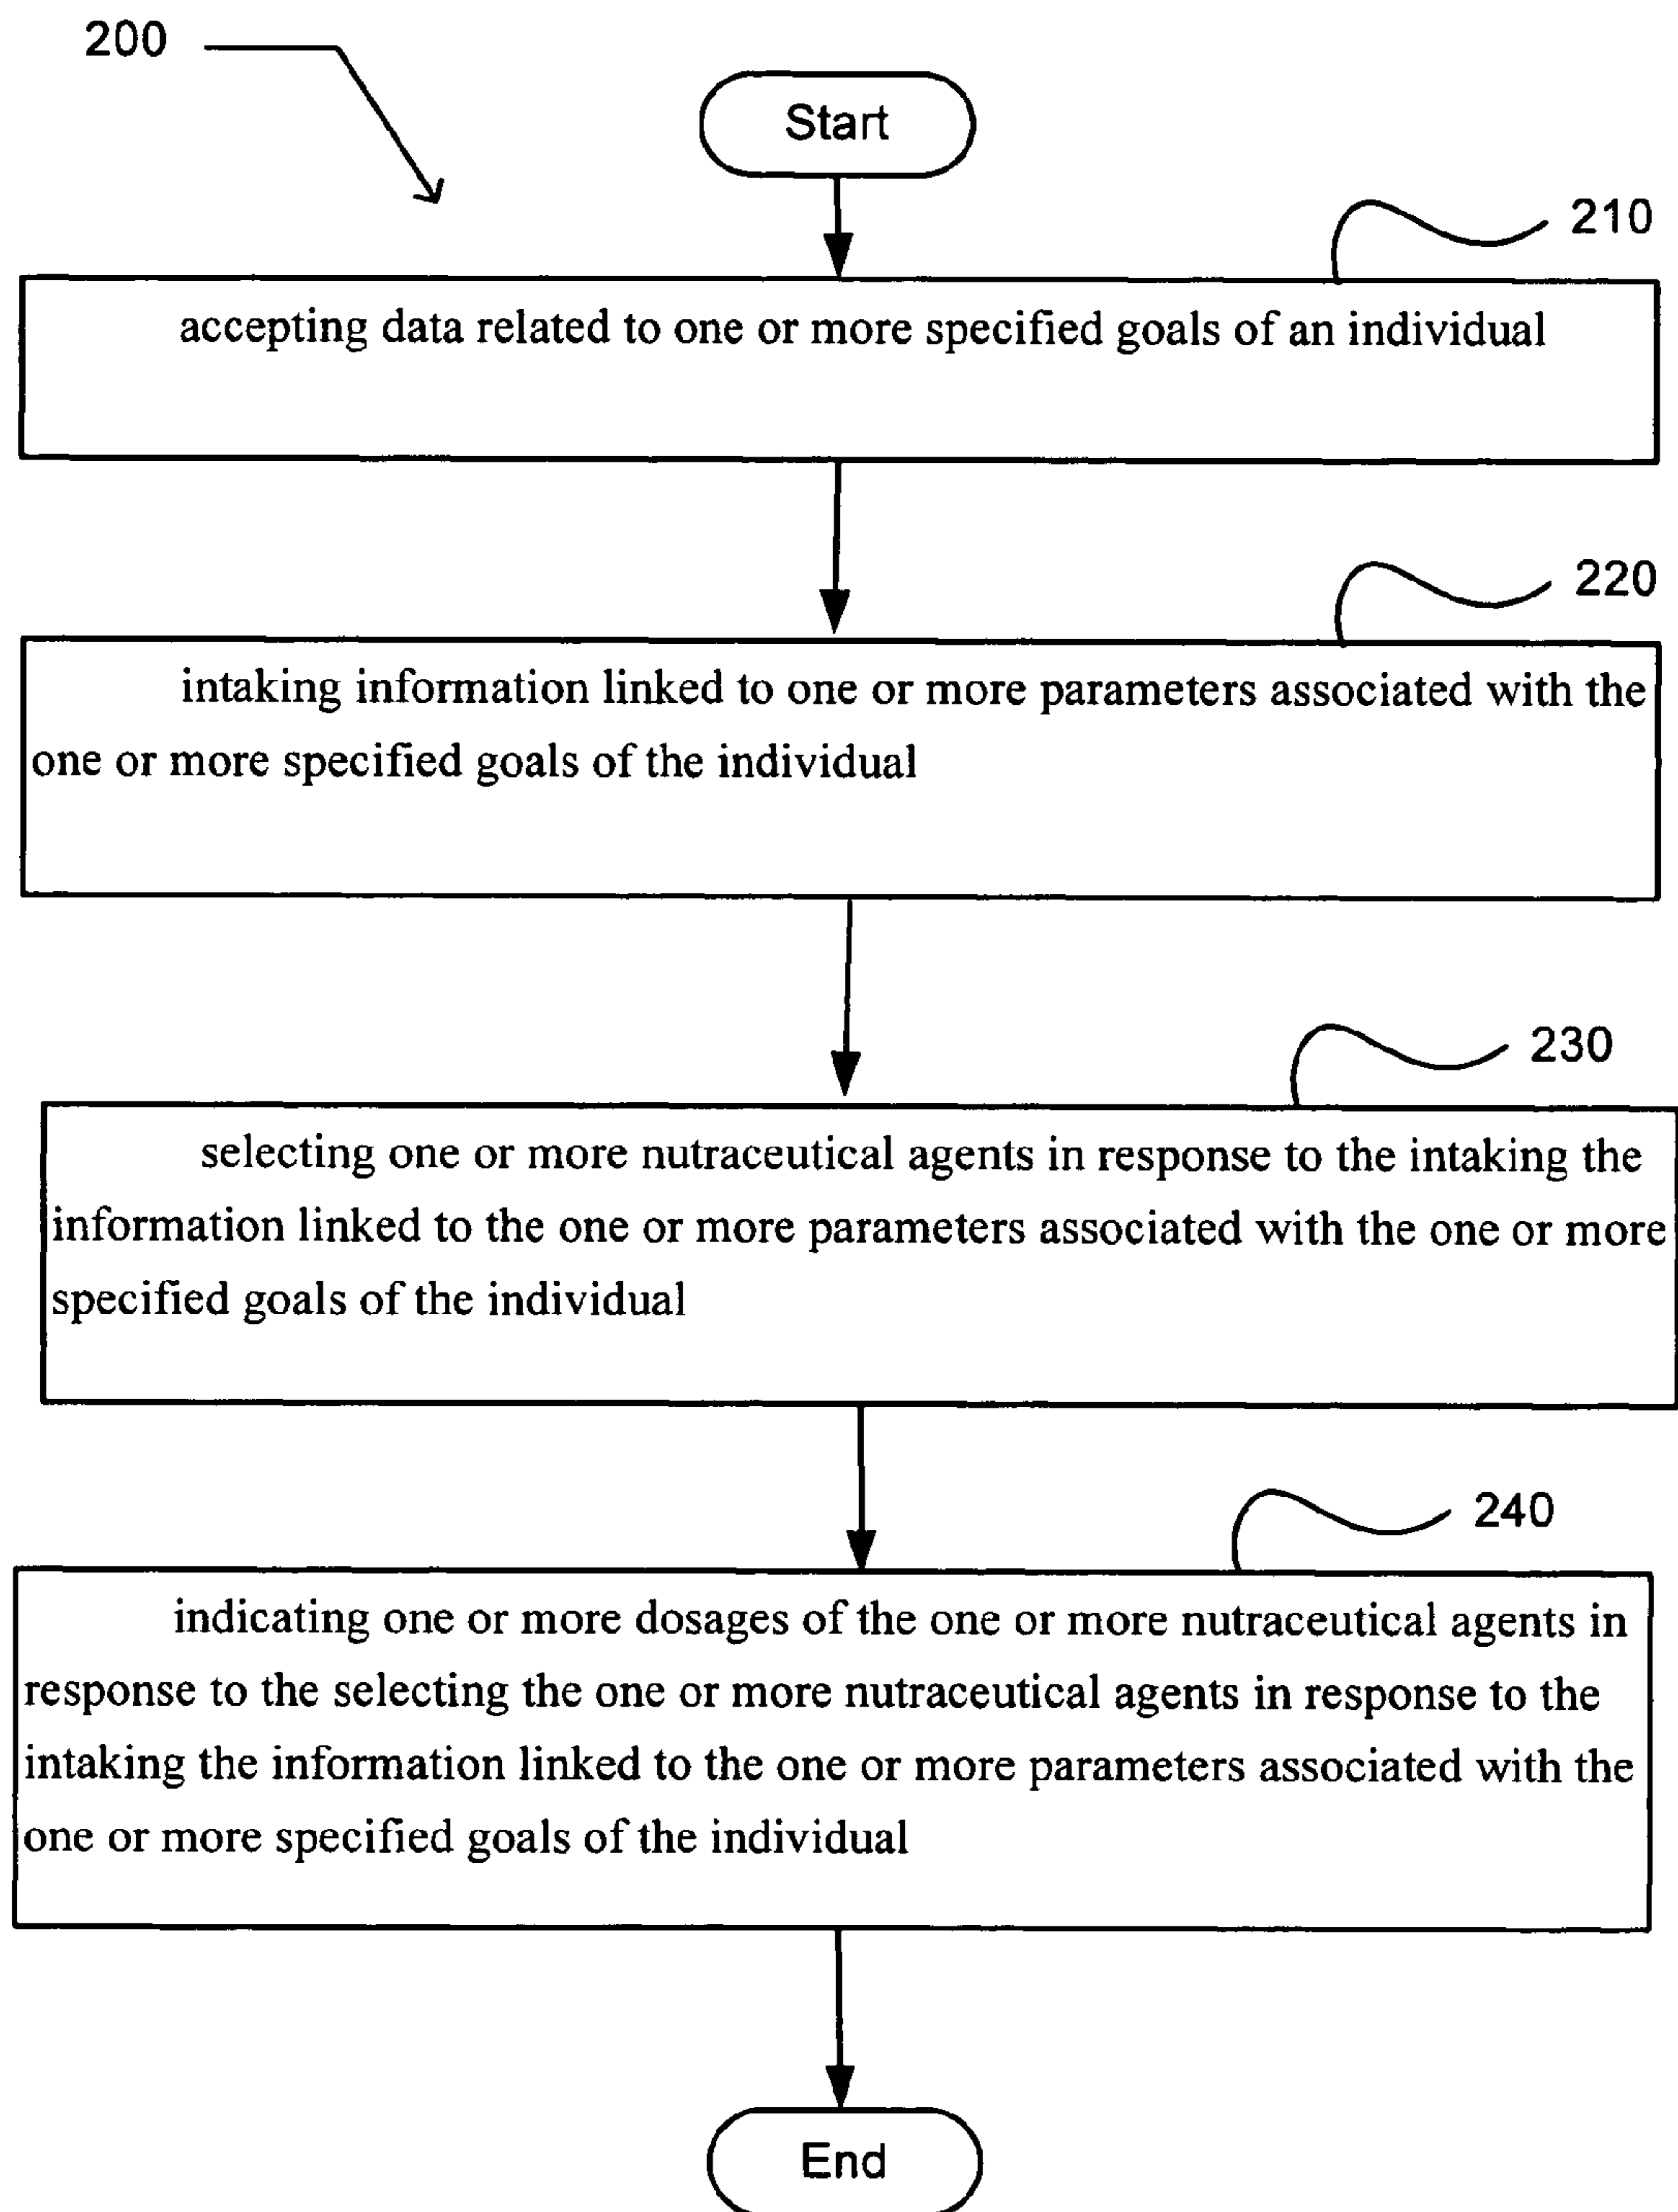 200
Start
210
accepting data related to one or more specified goals of an individual
220
intaking information linked to one or more parameters associated with the
one or more specified goals of the individual
230
selecting one or more nutraceutical agents in response to the intaking the
information linked to the one or more parameters associated with the one or more
specified goals of the individual
240
indicating one or more dosages of the one or more nutraceutical agents in
response to the selecting the one or more nutraceutical agents in response to the
intaking the information linked to the one or more parameters associated with the
one or more specified goals of the individual
End